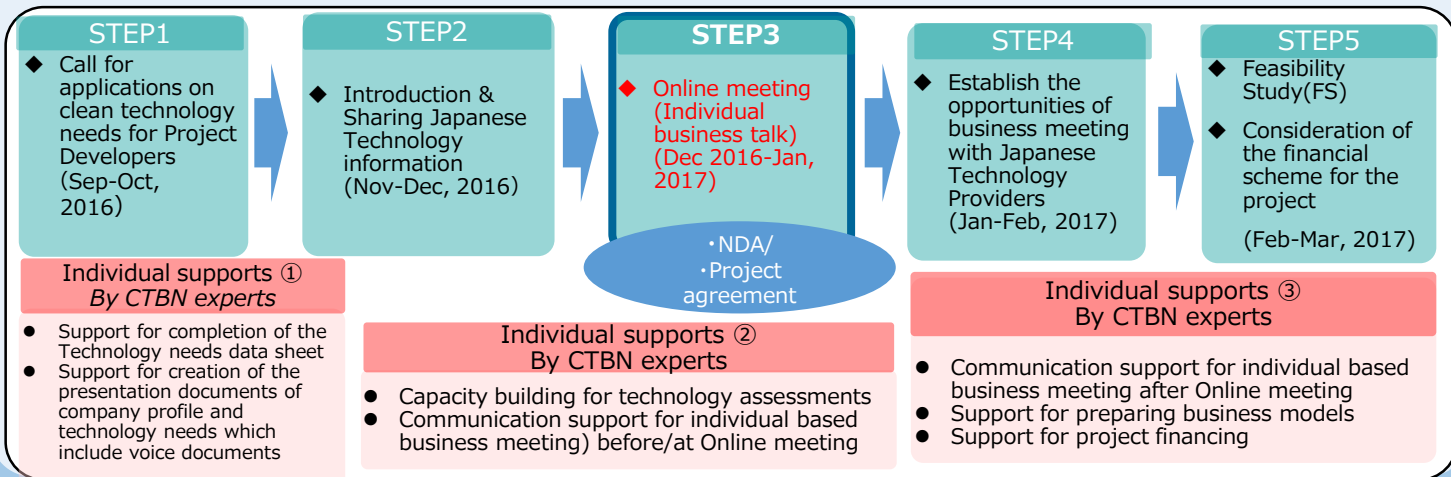 STEP1
◆ Call for
applications on
clean technology
needs for Project
Developers
(Sep-Oct,
2016)
STEP2
◆ Introduction &
Sharing Japanese
Technology
information
(Nov-Dec, 2016)
STEP3
◆ Online meeting
(Individual
business talk)
(Dec 2016-Jan,
2017)
・NDA/
・Project
agreement
STEP4
◆ Establish the
opportunities of
business meeting
with Japanese
Technology
Providers
(Jan-Feb, 2017)
STEP5
◆ Feasibility
Study(FS)
◆ Consideration of
the financial
scheme for the
project
(Feb-Mar, 2017)
Individual supports ①
By CTBN experts
● Support for completion of the
Technology needs data sheet
● Support for creation of the
presentation documents of
company profile and
technology needs which
include voice documents
Individual supports ②
By CTBN experts
● Capacity building for technology assessments
● Communication support for individual based
business meeting) before/at Online meeting
Individual supports ③
By CTBN experts
● Communication support for individual based
business meeting after Online meeting
● Support for preparing business models
● Support for project financing